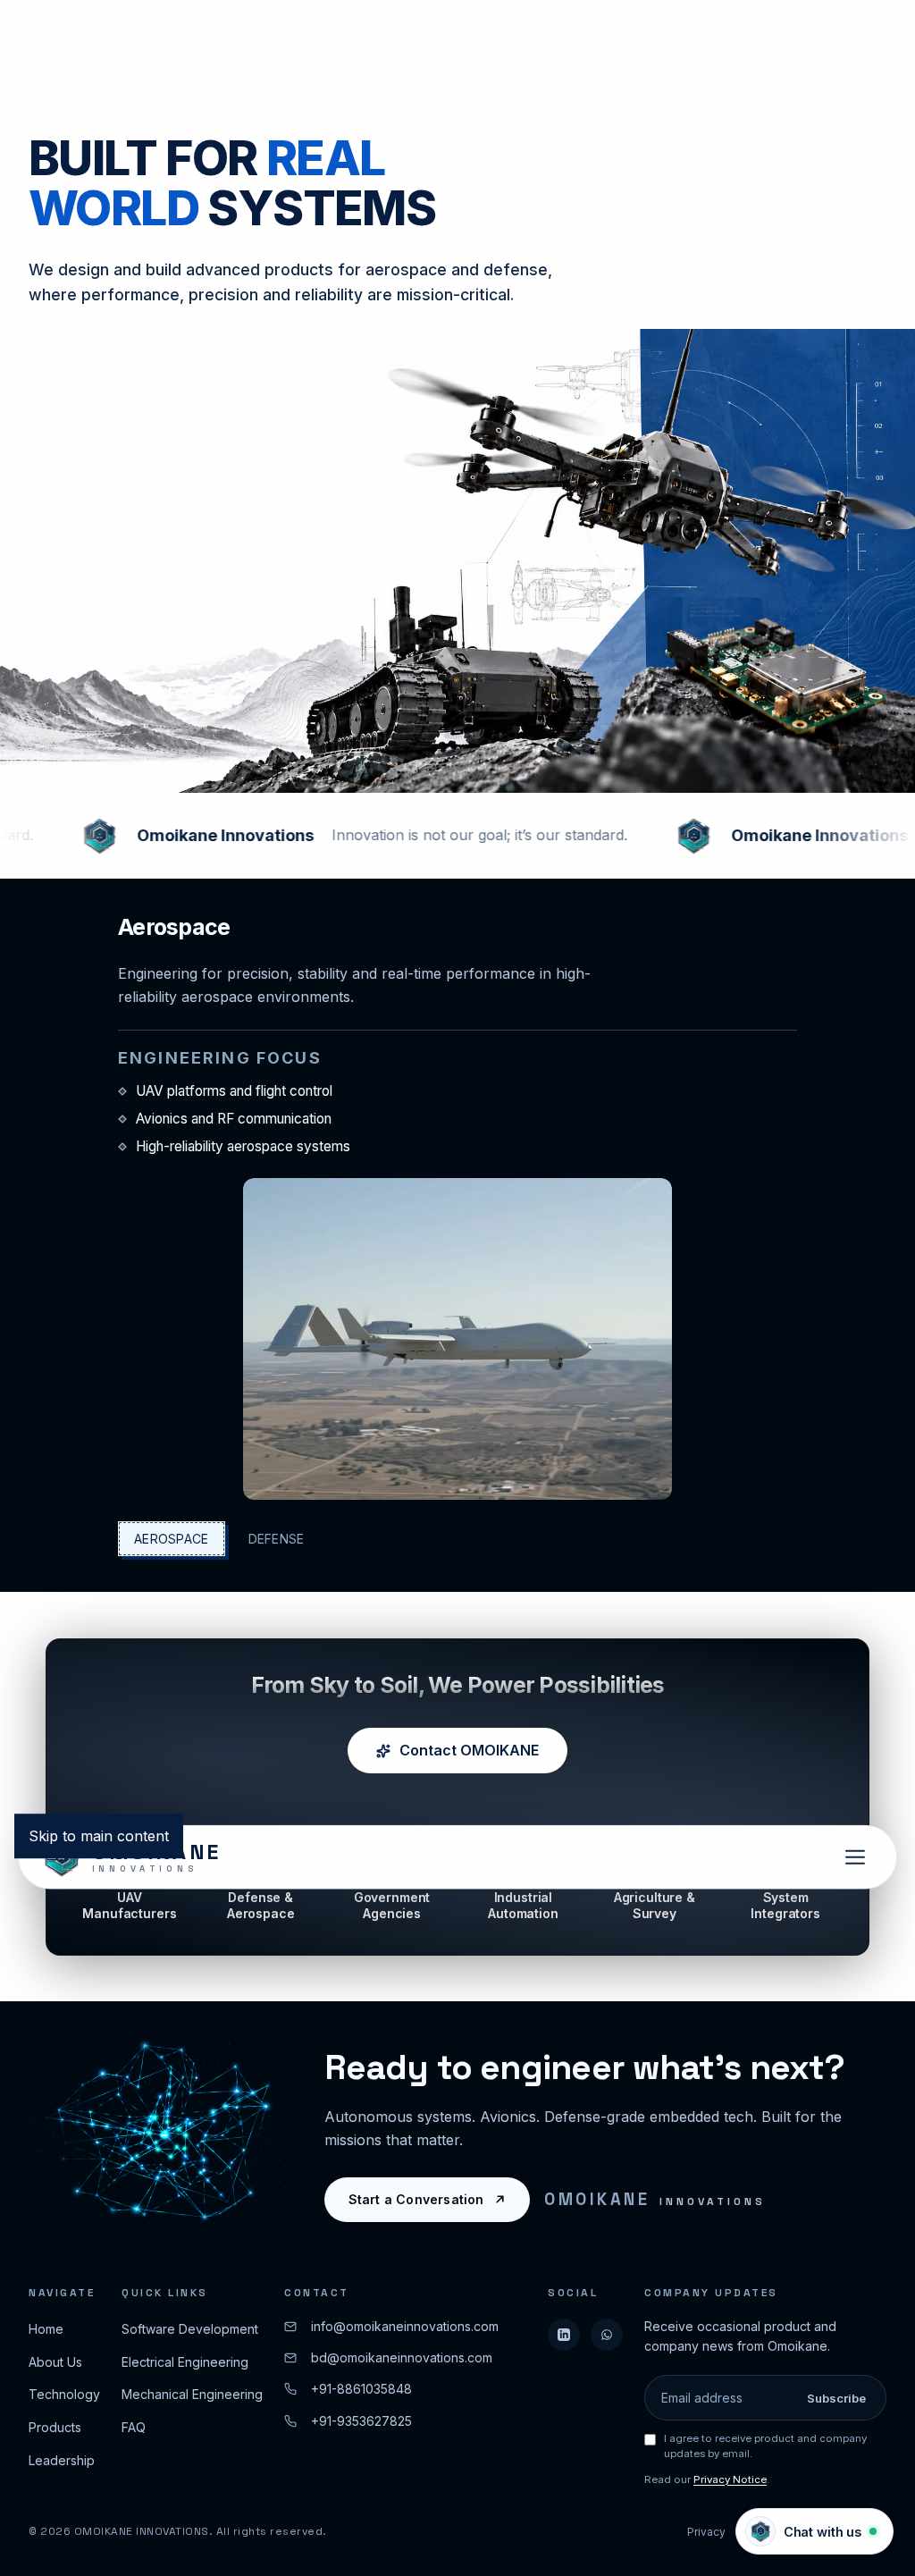 BUILT FOR REAL
WORLD SYSTEMS
We design and build advanced products for aerospace and defense,
where performance, precision and reliability are mission-critical.
01
02
03
ard.
Omoikane Innovations
Innovation is not our goal; it’s our standard.
Omoikane Innovations
Aerospace
Engineering for precision, stability and real-time performance in high-
reliability aerospace environments.
ENGINEERING FOCUS
UAV platforms and flight control
Avionics and RF communication
High-reliability aerospace systems
AEROSPACE
DEFENSE
From Sky to Soil, We Power Possibilities
Contact OMOIKANE
Skip to main content
INNOVATIONS
UAV
Manufacturers
Defense &
Aerospace
Government
Agencies
Industrial
Automation
Agriculture &
Survey
System
Integrators
Ready to engineer what’s next?
Autonomous systems. Avionics. Defense-grade embedded tech. Built for the
missions that matter.
Start a Conversation
OMOIKANE INNOVATIONS
NAVIGATE
Home
About Us
Technology
Products
Leadership
QUICK LINKS
Software Development
Electrical Engineering
Mechanical Engineering
FAQ
CONTACT
info@omoikaneinnovations.com
bd@omoikaneinnovations.com
+91-8861035848
+91-9353627825
SOCIAL
COMPANY UPDATES
Receive occasional product and
company news from Omoikane.
Email address
Subscribe
I agree to receive product and company
updates by email.
Read our Privacy Notice
© 2026 OMOIKANE INNOVATIONS. All rights reserved.
Privacy
Chat with us